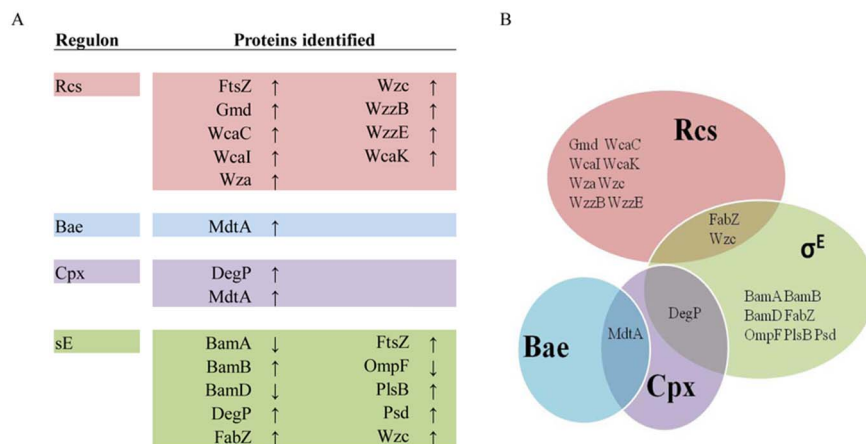 A
Regulon Proteins identified
Rcs FtsZ ↑ Wzc ↑
Gmd ↑ WzzB ↑
WcaC ↑ WzzE ↑
WcaI ↑ WcaK ↑
Wza ↑
Bae MdtA ↑
Cpx DegP ↑
MdtA ↑
sE BamA ↓ FtsZ ↑
BamB ↑ OmpF ↓
BamD ↓ PlsB ↑
DegP ↑ Psd ↑
FabZ ↑ Wzc ↑
B
Rcs
Gmd WcaC
WcaI WcaK
Wza Wzc
WzzB WzzE
FabZ
Wzc
σE
BamA BamB
BamD FabZ
OmpF PlsB Psd
DegP
MdtA
Bae
Cpx